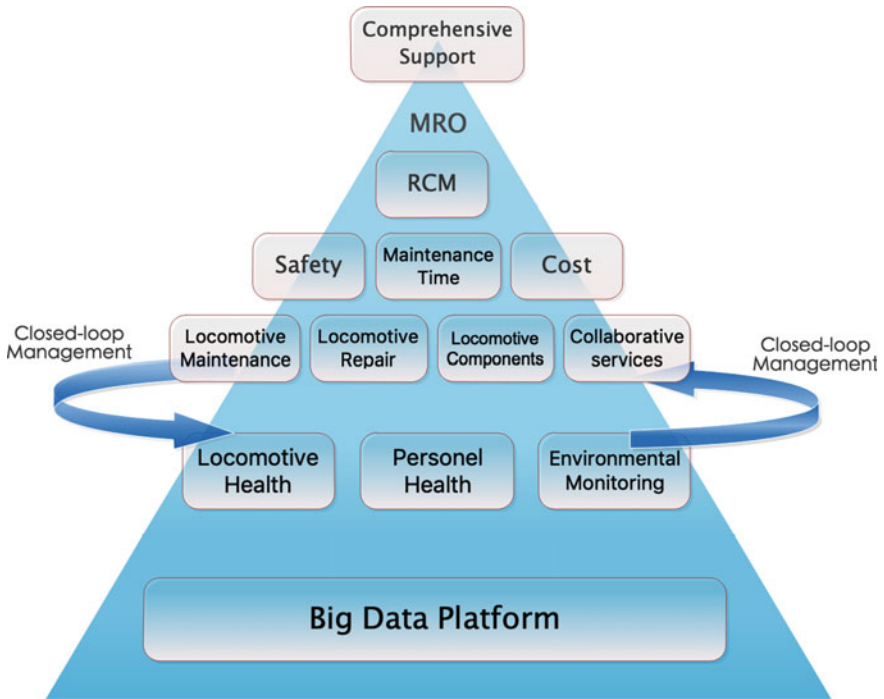 Comprehensive
Support
MRO
RCM
Safety
Maintenance
Time
Cost
Closed-loop
Management
Locomotive
Maintenance
Locomotive
Repair
Locomotive
Components
Collaborative
services
Closed-loop
Management
Locomotive
Health
Personel
Health
Environmental
Monitoring
Big Data Platform